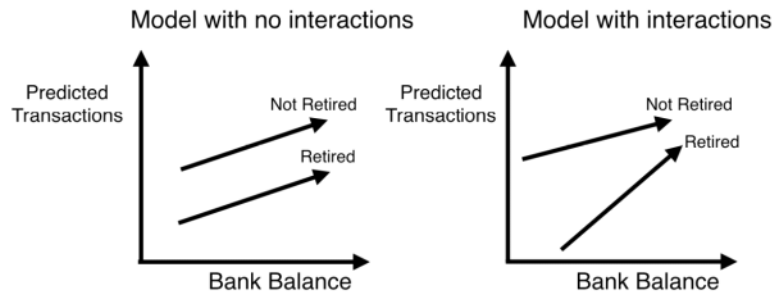 Model with no interactions
Predicted
Transactions
Not Retired
Retired
Bank Balance
Model with interactions
Predicted
Transactions
Not Retired
Retired
Bank Balance